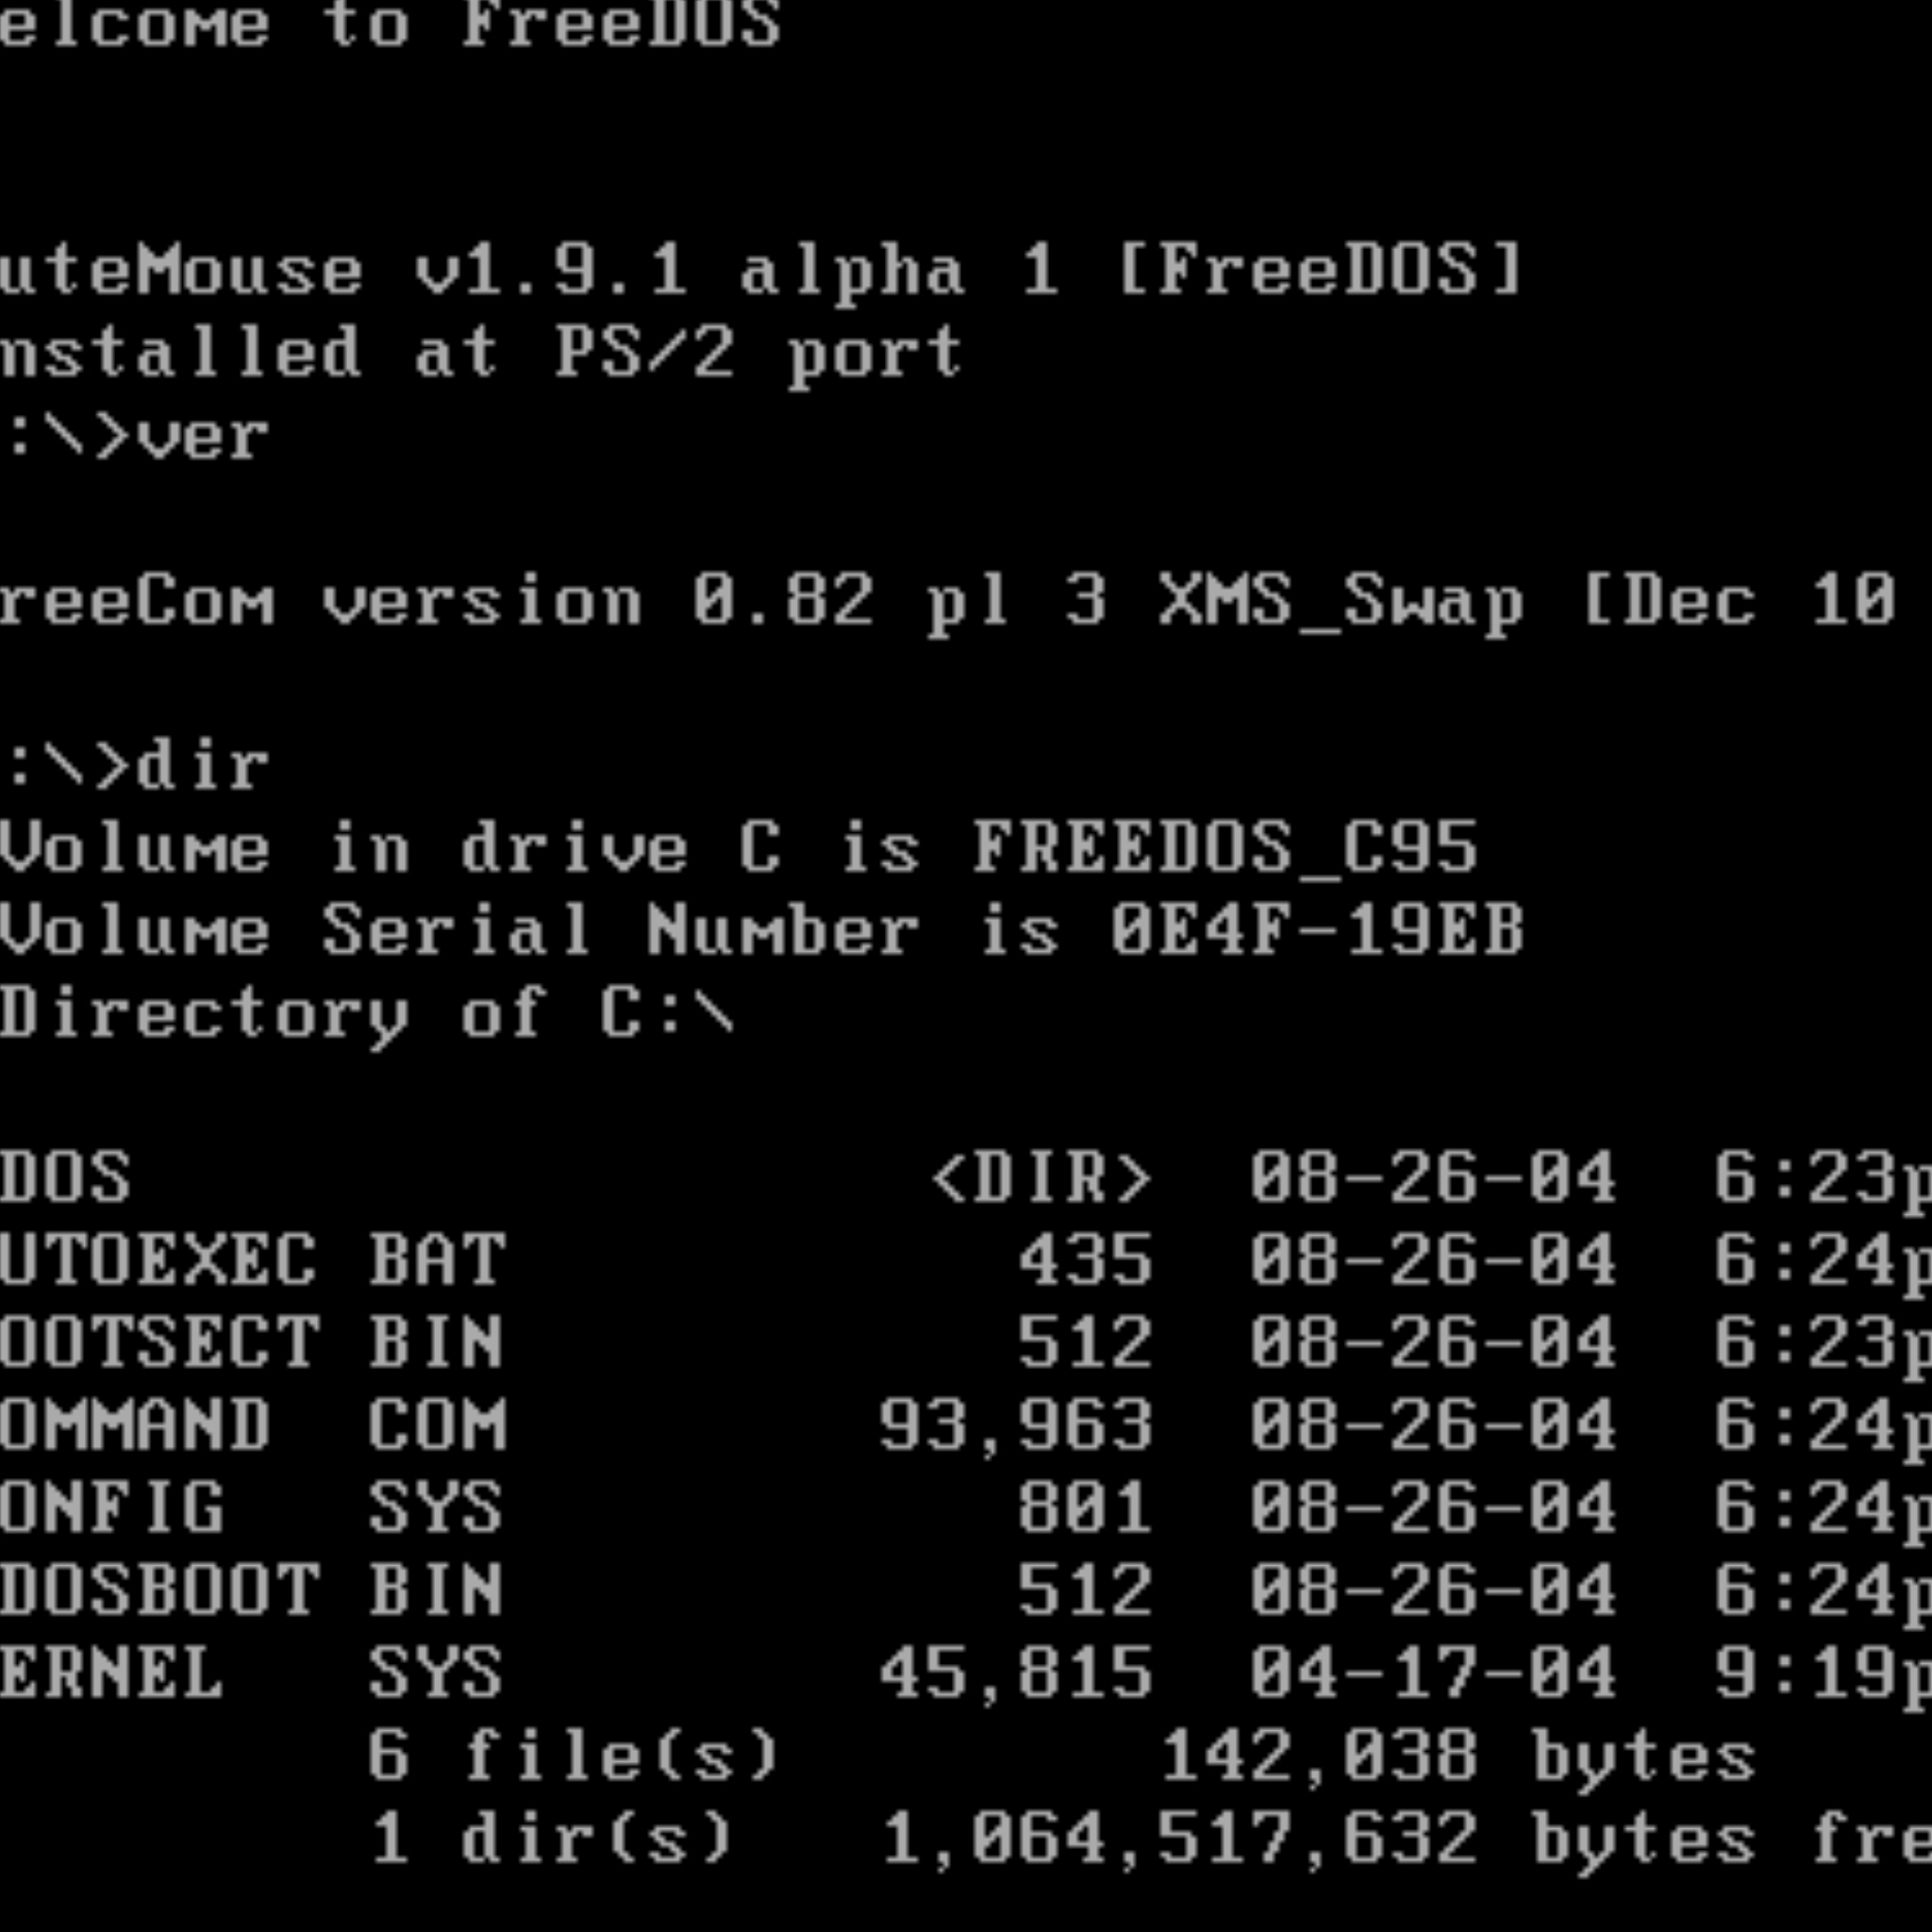 elcome to FreeDOS
uteMouse v1.9.1 alpha 1 [FreeDOS]
nstalled at PS/2 port
:\>ver
reeCom version 0.82 pl 3 XMS_Swap [Dec 10
:\>dir
Volume in drive C is FREEDOS_C95
Volume Serial Number is 0E4F-19EB
Directory of C:\
DOS <DIR> 08-26-04 6:23p
UTOEXEC BAT 435 08-26-04 6:24p
OOTSECT BIN 512 08-26-04 6:23p
OMMAND COM 93,963 08-26-04 6:24p
ONFIG SYS 801 08-26-04 6:24p
DOSBOOT BIN 512 08-26-04 6:24p
ERNEL SYS 45,815 04-17-04 9:19p
6 file(s) 142,038 bytes
1 dir(s) 1,064,517,632 bytes fre